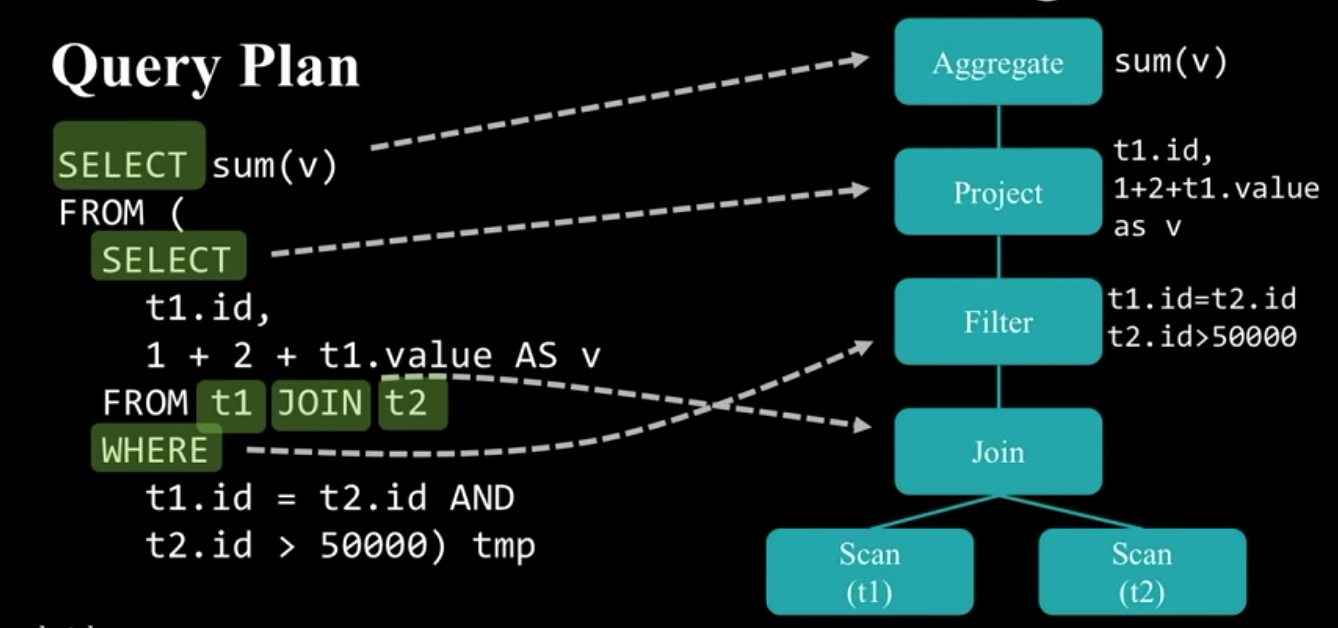 Query Plan
SELECT sum(v)
FROM (
SELECT
t1.id,
1 + 2 + t1.value AS v
FROM t1 JOIN t2
WHERE
t1.id = t2.id AND
t2.id > 50000) tmp
Aggregate
sum(v)
Project
t1.id,
1+2+t1.value
as v
Filter
t1.id=t2.id
t2.id>50000
Join
Scan
(t1)
Scan
(t2)